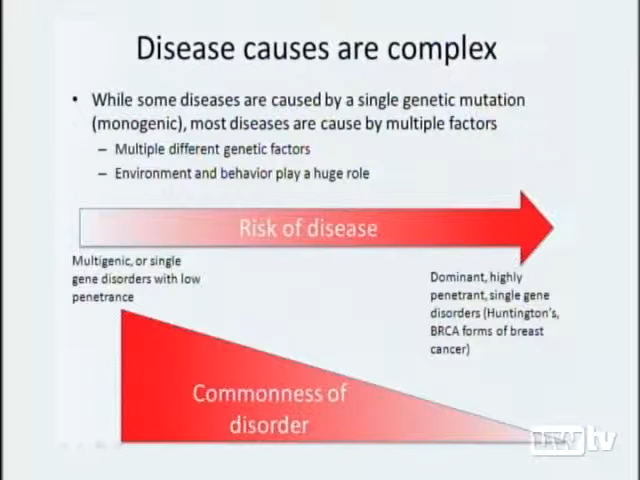 Disease causes are complex
• While some diseases are caused by a single genetic mutation
(monogenic), most diseases are cause by multiple factors
– Multiple different genetic factors
– Environment and behavior play a huge role
Risk of disease
Multigenic, or single
gene disorders with low
penetrance
Dominant, highly
penetrant, single gene
disorders (Huntington's,
BRCA forms of breast
cancer)
Commonness of
disorder
tv